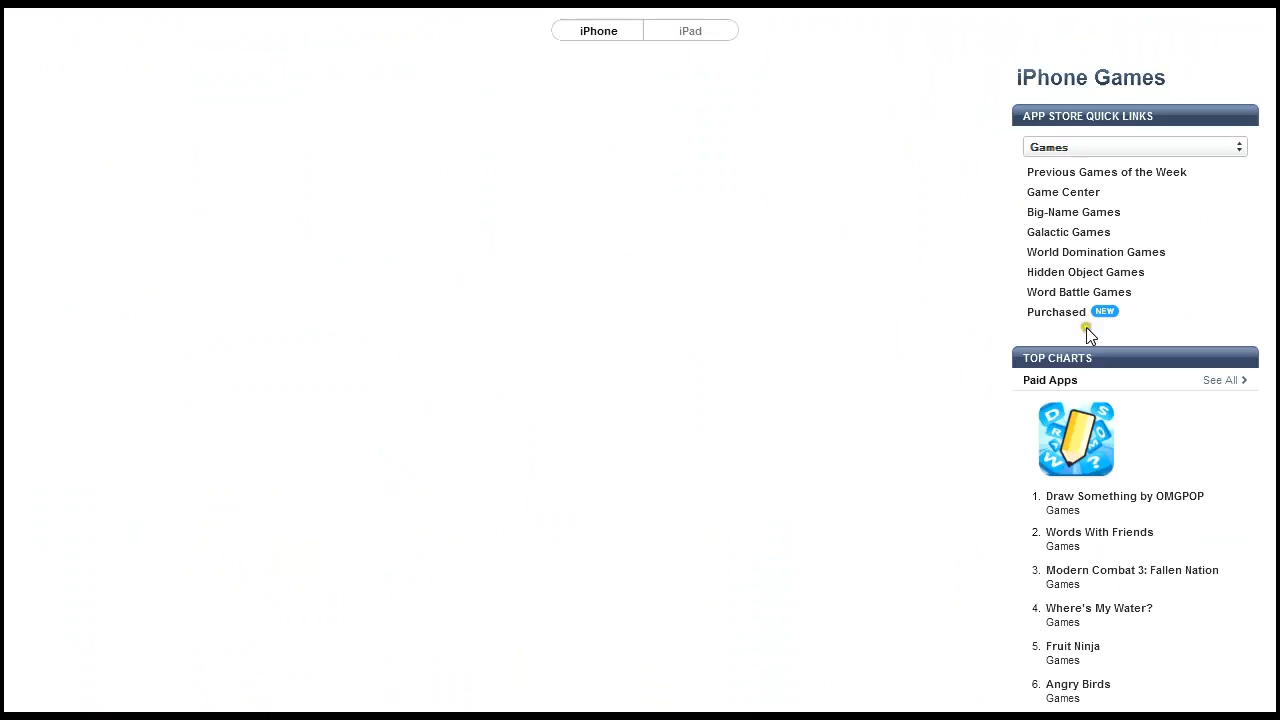 iPhone
iPad
iPhone Games
APP STORE QUICK LINKS
Games
Previous Games of the Week
Game Center
Big-Name Games
Galactic Games
World Domination Games
Hidden Object Games
Word Battle Games
Purchased NEW
TOP CHARTS
Paid Apps See All
1. Draw Something by OMGPOP
Games
2. Words With Friends
Games
3. Modern Combat 3: Fallen Nation
Games
4. Where's My Water?
Games
5. Fruit Ninja
Games
6. Angry Birds
Games